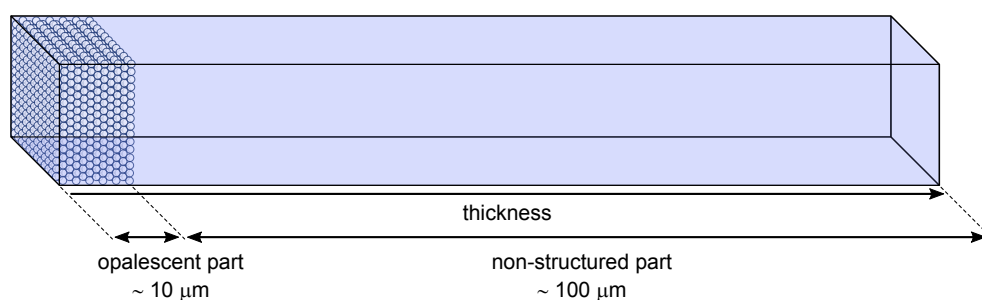 thickness
opalescent part
~ 10 μm
non-structured part
~ 100 μm